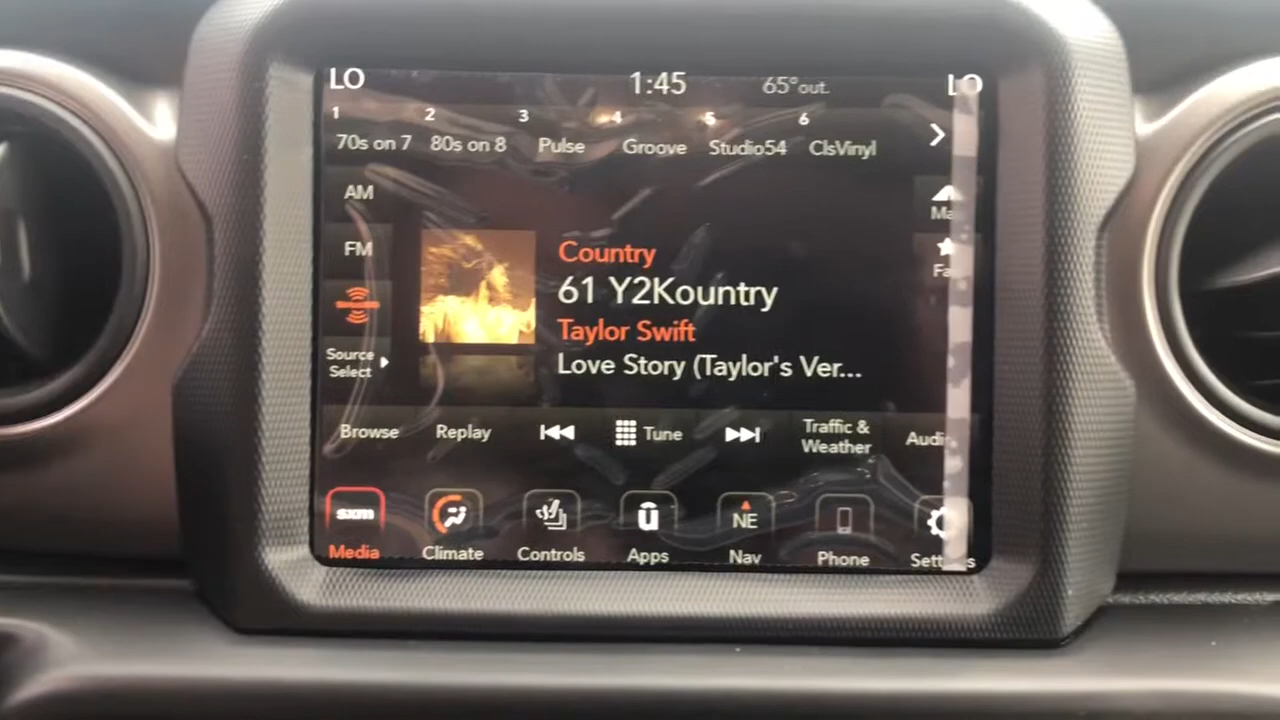 LO 1:45 65° out. LO
1 2 3 4 5 6
70s on 7 80s on 8 Pulse Groove Studio54 ClsVinyl
AM
FM
Source
Select
Country
61 Y2Kountry
Taylor Swift
Love Story (Taylor's Ver...
Browse Replay Tune Traffic &
Weather
sxm NE
Media Climate Controls Apps Nav Phone